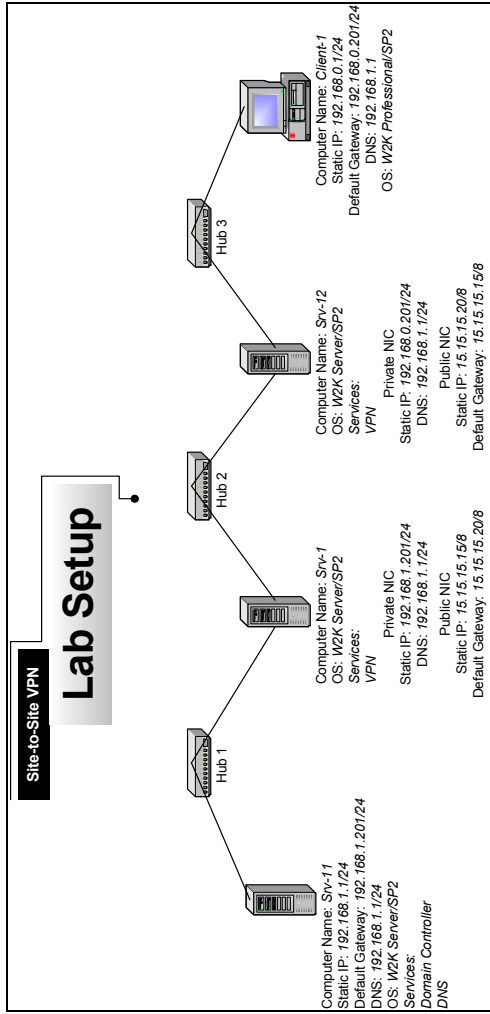 Site-to-Site VPN
Lab Setup
Hub 1
Hub 2
Hub 3
Computer Name: Srv-11
Static IP: 192.168.1.1/24
Default Gateway: 192.168.1.201/24
DNS: 192.168.1.1/24
OS: W2K Server/SP2
Services:
Domain Controller
DNS
Computer Name: Srv-1
OS: W2K Server/SP2
Services:
VPN
Private NIC
Static IP: 192.168.1.201/24
DNS: 192.168.1.1/24
Public NIC
Static IP: 15.15.15.15/8
Default Gateway: 15.15.15.20/8
Computer Name: Srv-12
OS: W2K Server/SP2
Services:
VPN
Private NIC
Static IP: 192.168.0.201/24
DNS: 192.168.1.1/24
Public NIC
Static IP: 15.15.15.20/8
Default Gateway: 15.15.15.15/8
Computer Name: Client-1
Static IP: 192.168.0.1/24
Default Gateway: 192.168.0.201/24
DNS: 192.168.1.1
OS: W2K Professional/SP2